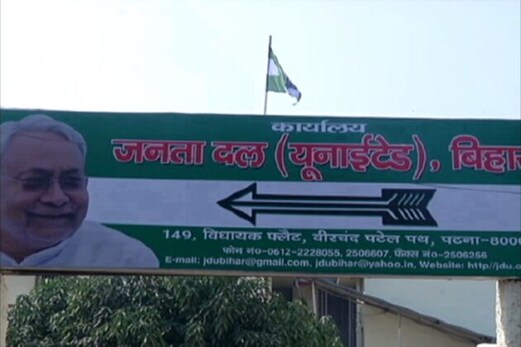 कार्यालय
जनता दल (यूनाईटेड), बिहार
149, विधायक फ्लैट, वीरचंद पटेल पथ, पटना-8000
फोन नं०-0612-2228055, 2506607, फैक्स नं०-2506256
E-mail: jdubihar@gmail.com, jdubihar@yahoo.in, Website: http//jdu.c